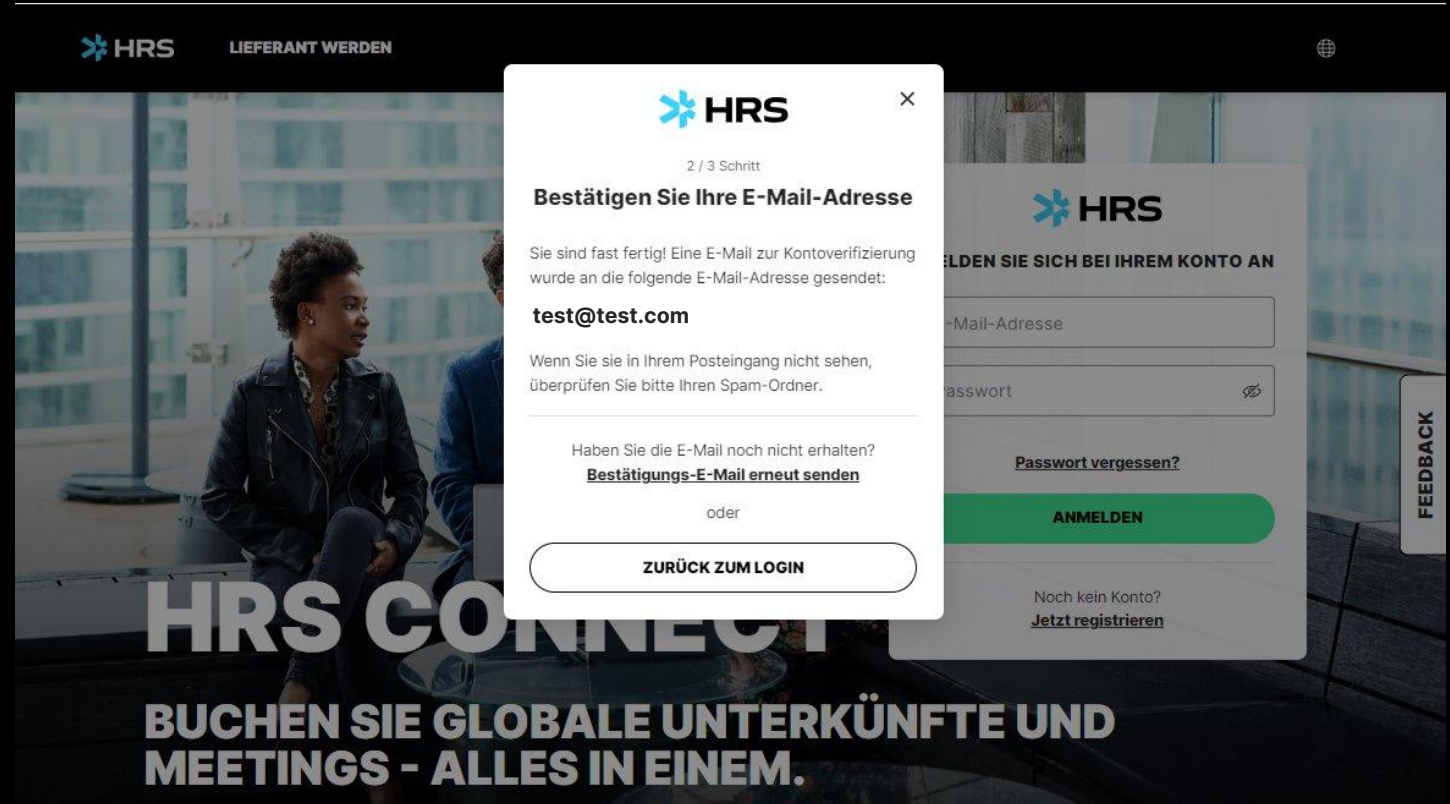 HRS LIEFERANT WERDEN
HRS
2 / 3 Schritt
Bestätigen Sie Ihre E-Mail-Adresse
Sie sind fast fertig! Eine E-Mail zur Kontoverifizierung
wurde an die folgende E-Mail-Adresse gesendet:
test@test.com
Wenn Sie sie in Ihrem Posteingang nicht sehen,
überprüfen Sie bitte Ihren Spam-Ordner.
Haben Sie die E-Mail noch nicht erhalten?
Bestätigungs-E-Mail erneut senden
oder
ZURÜCK ZUM LOGIN
HRS
SIE SICH BEI IHREM KONTO AN
-Mail-Adresse
asswort
Passwort vergessen?
ANMELDEN
Noch kein Konto?
Jetzt registrieren
FEEDBACK
HRS CONNECT
BUCHEN SIE GLOBALE UNTERKÜNFTE UND
MEETINGS - ALLES IN EINEM.